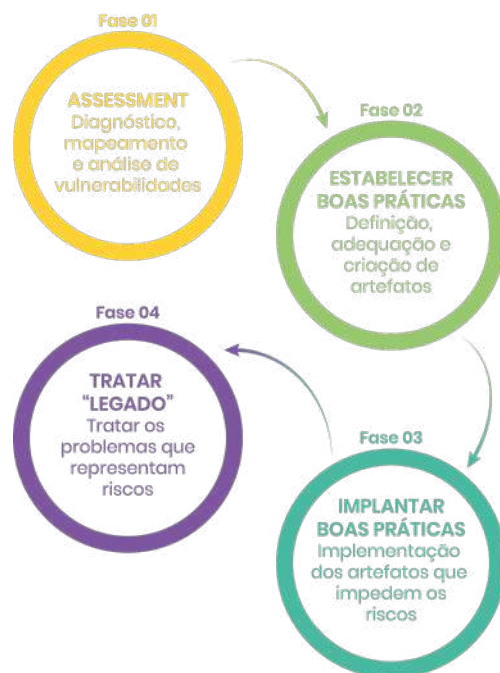 Fase 01
ASSESSMENT
Diagnóstico,
mapeamento
e análise de
vulnerabilidades
Fase 02
ESTABELECER
BOAS PRÁTICAS
Definição,
adequação e
criação de
artefatos
Fase 03
IMPLANTAR
BOAS PRÁTICAS
Implementação
dos artefatos que
impedem os
riscos
Fase 04
TRATAR
“LEGADO”
Tratar os
problemas que
representam
riscos